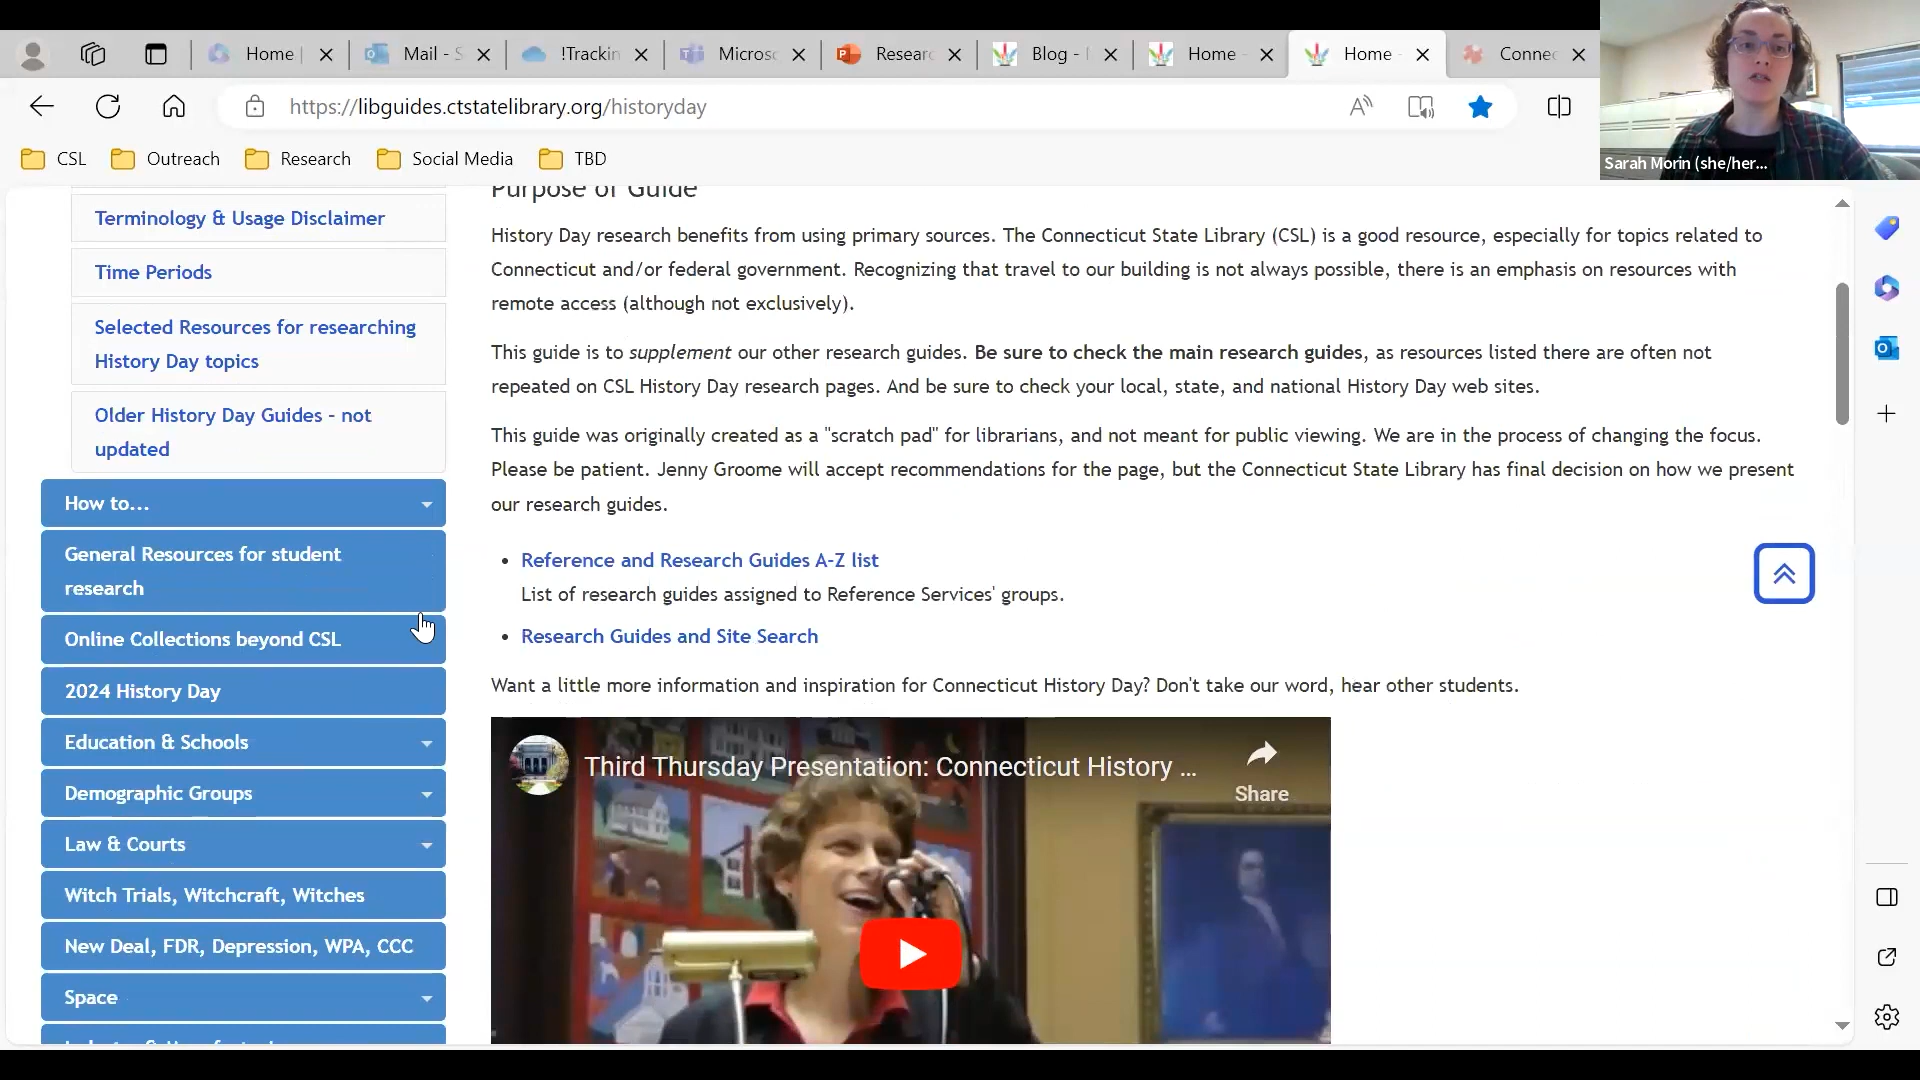 Home
Mail - S
!Trackin
Microso
Researc
Blog -
Home -
Home -
Connec
https://libguides.ctstatelibrary.org/historyday
CSL
Outreach
Research
Social Media
TBD
Sarah Morin (she/her...
Terminology & Usage Disclaimer
Time Periods
Selected Resources for researching
History Day topics
Older History Day Guides - not
updated
How to...
General Resources for student
research
Online Collections beyond CSL
2024 History Day
Education & Schools
Demographic Groups
Law & Courts
Witch Trials, Witchcraft, Witches
New Deal, FDR, Depression, WPA, CCC
Space
Purpose of Guide
History Day research benefits from using primary sources. The Connecticut State Library (CSL) is a good resource, especially for topics related to
Connecticut and/or federal government. Recognizing that travel to our building is not always possible, there is an emphasis on resources with
remote access (although not exclusively).
This guide is to supplement our other research guides. Be sure to check the main research guides, as resources listed there are often not
repeated on CSL History Day research pages. And be sure to check your local, state, and national History Day web sites.
This guide was originally created as a "scratch pad" for librarians, and not meant for public viewing. We are in the process of changing the focus.
Please be patient. Jenny Groome will accept recommendations for the page, but the Connecticut State Library has final decision on how we present
our research guides.
• Reference and Research Guides A-Z list
List of research guides assigned to Reference Services' groups.
• Research Guides and Site Search
Want a little more information and inspiration for Connecticut History Day? Don't take our word, hear other students.
Third Thursday Presentation: Connecticut History ...
Share